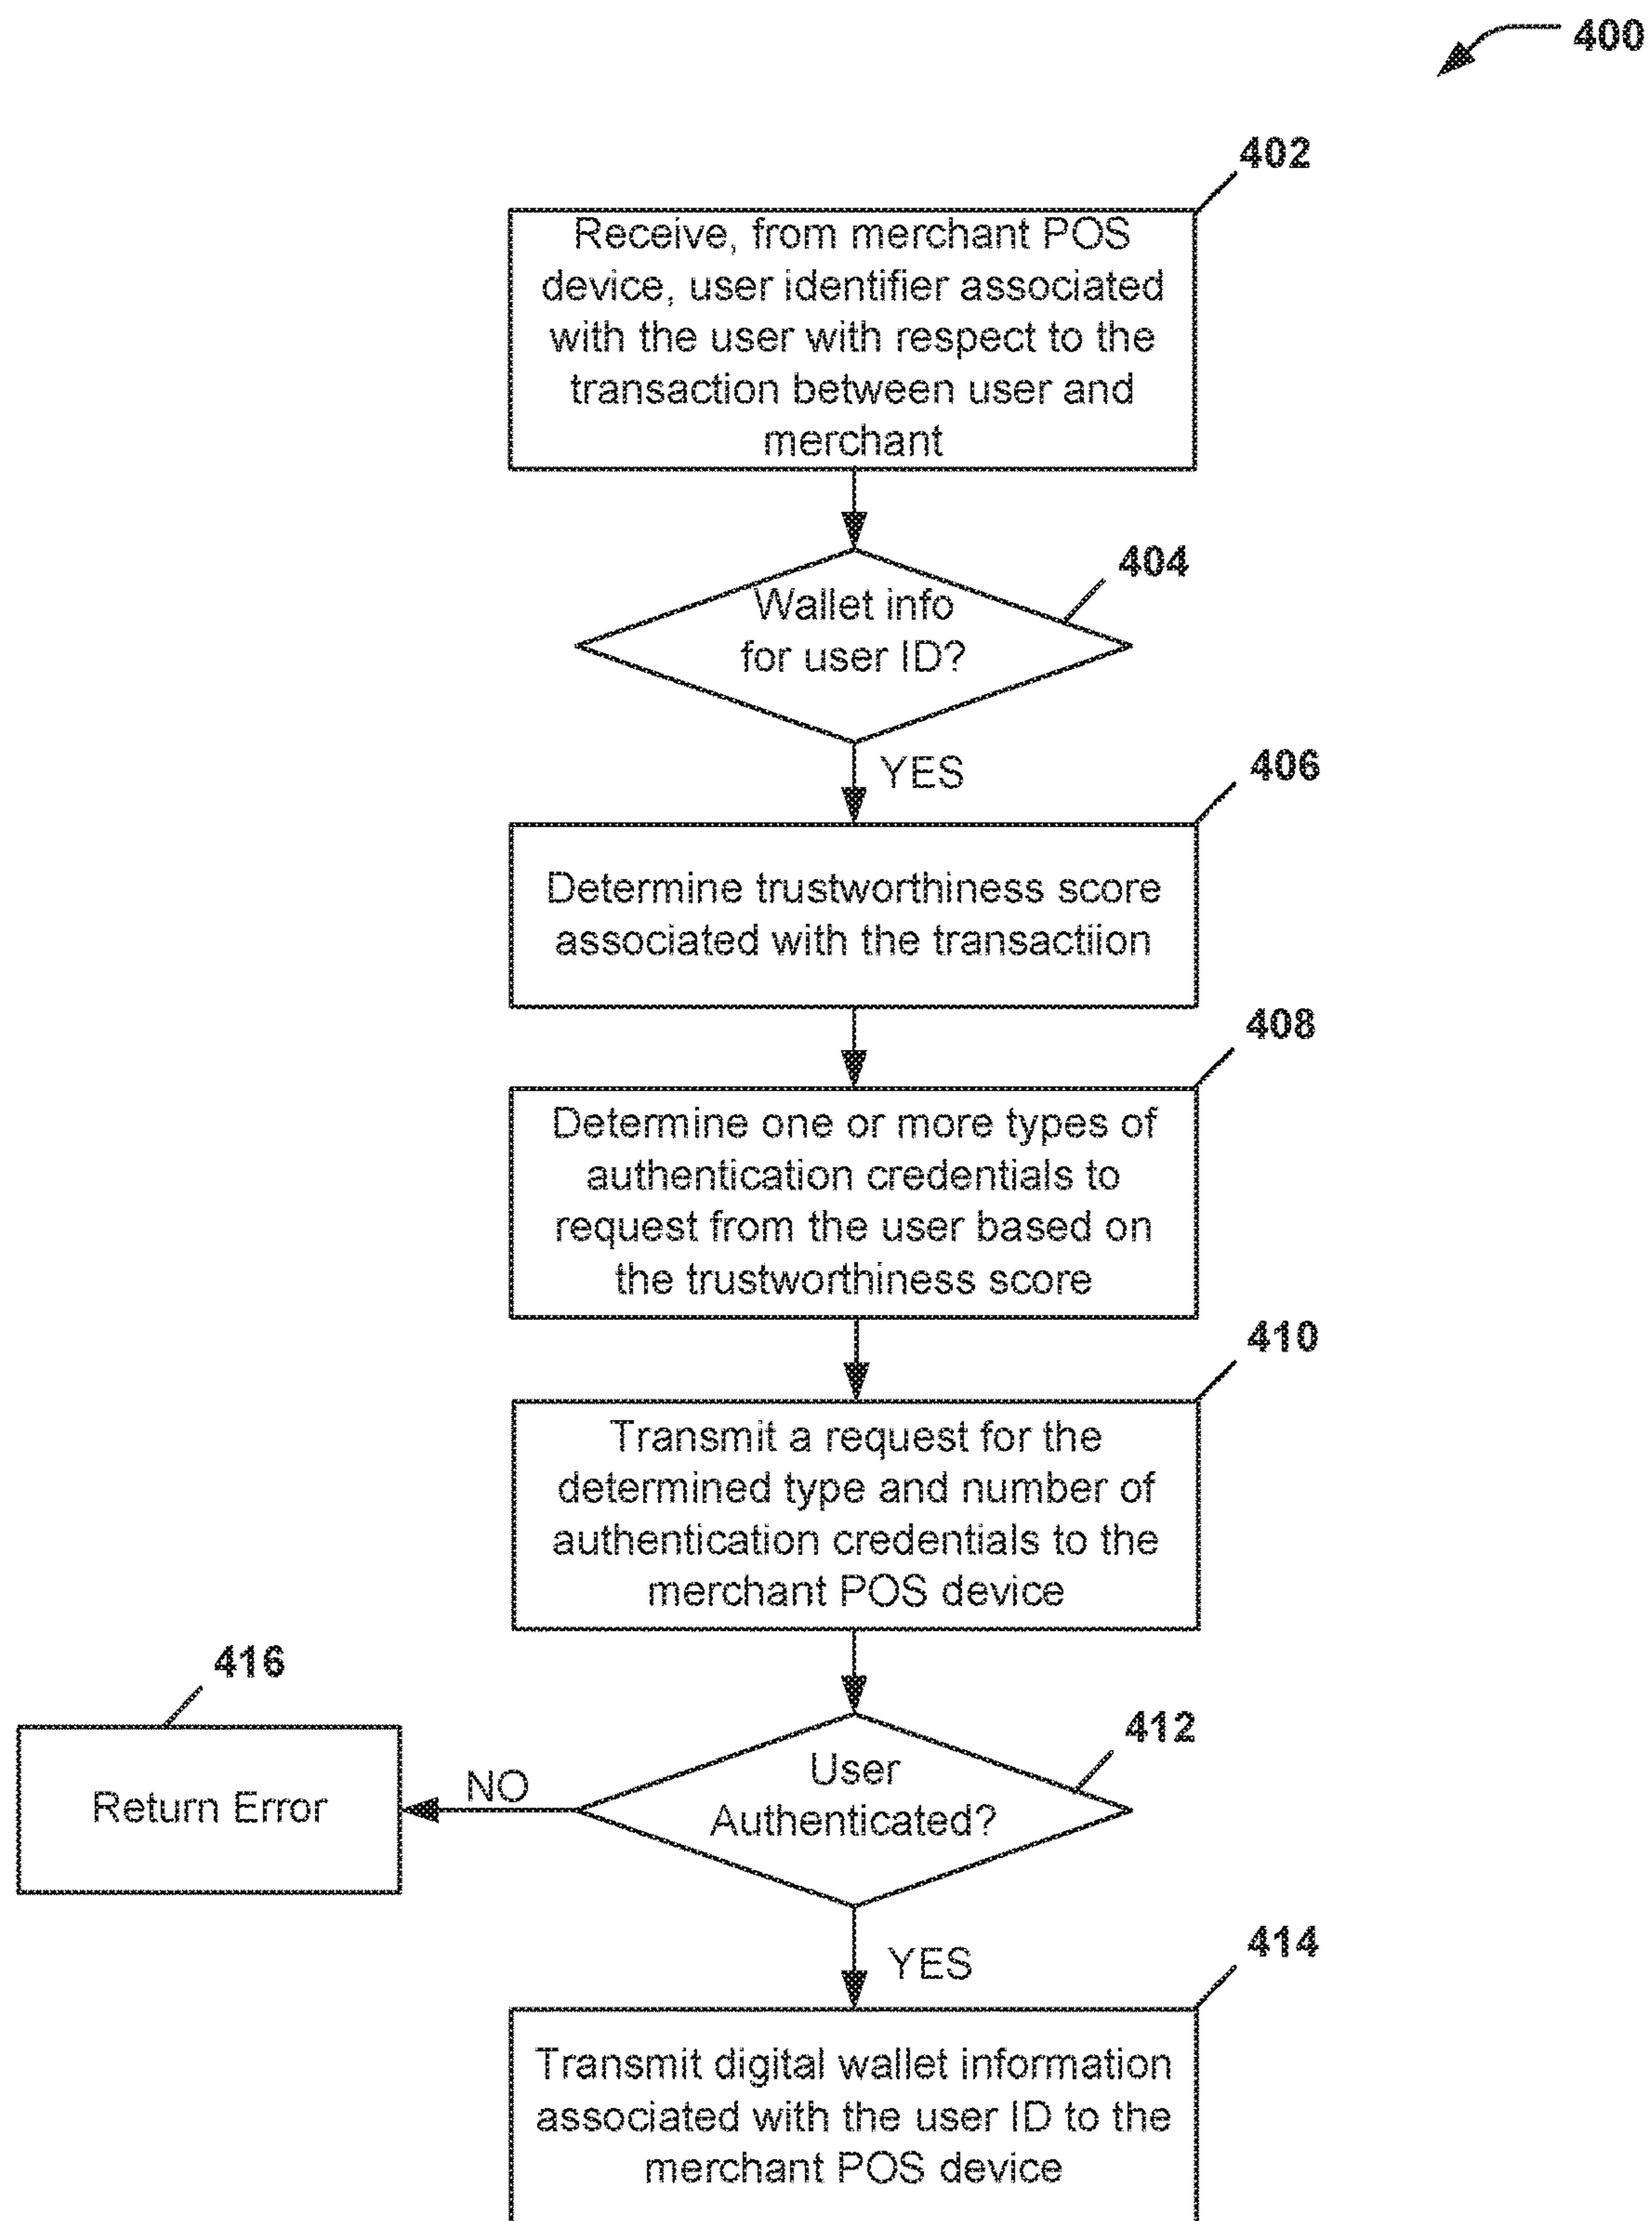 400
402
Receive, from merchant POS
device, user identifier associated
with the user with respect to the
transaction between user and
merchant
404
Wallet info
for user ID?
YES
406
Determine trustworthiness score
associated with the transactiion
408
Determine one or more types of
authentication credentials to
request from the user based on
the trustworthiness score
410
Transmit a request for the
determined type and number of
authentication credentials to the
merchant POS device
416
412
User
Authenticated?
NO
Return Error
YES
414
Transmit digital wallet information
associated with the user ID to the
merchant POS device